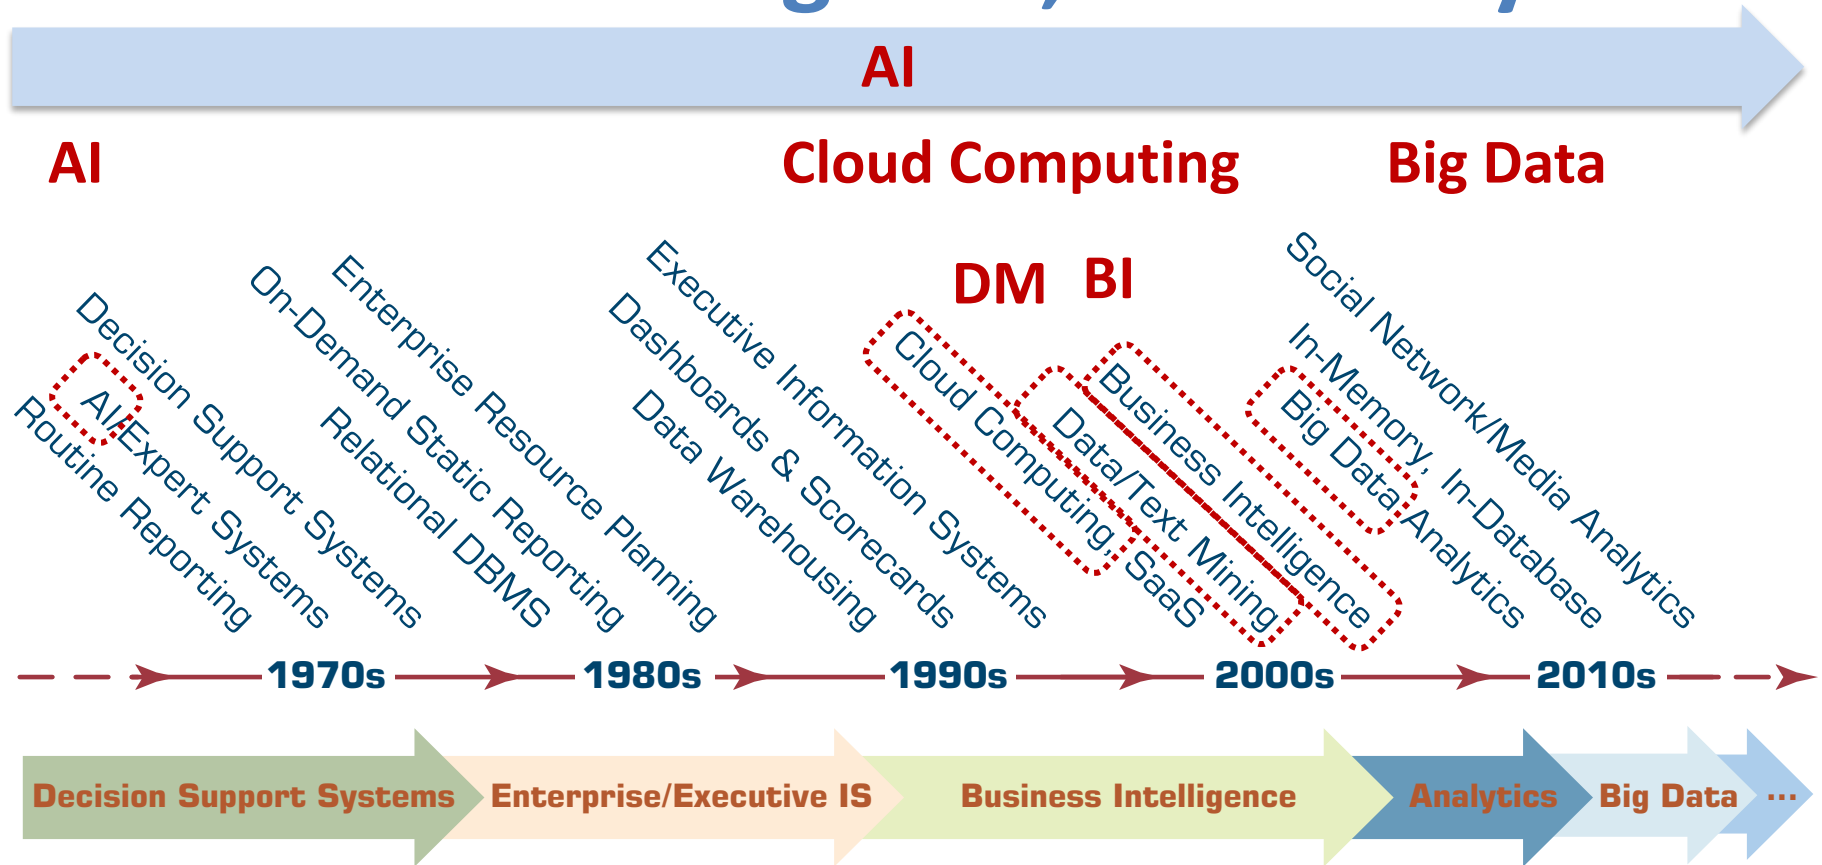 AI
AI
Cloud Computing
Big Data
DM
BI
Routine Reporting
AI/Expert Systems
Decision Support Systems
Relational DBMS
On-Demand Static Reporting
Enterprise Resource Planning
Data Warehousing
Dashboards & Scorecards
Executive Information Systems
Cloud Computing, SaaS
Data/Text Mining
Business Intelligence
Big Data Analytics
In-Memory, In-Database
Social Network/Media Analytics
1970s
1980s
1990s
2000s
2010s
Decision Support Systems
Enterprise/Executive IS
Business Intelligence
Analytics
Big Data
...